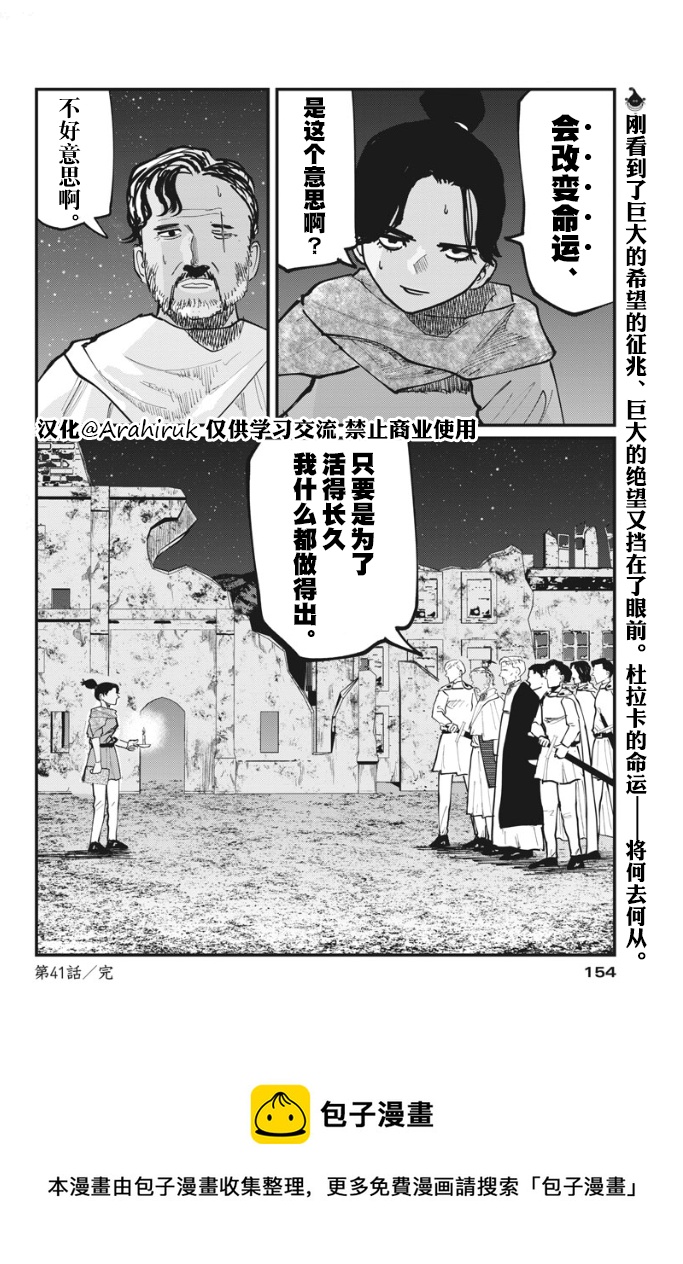 会改变命运、
是这个意思啊?
不好意思啊。
刚看到了巨大的希望的征兆、巨大的绝望又挡在了眼前。杜拉卡的命运——将何去何从。
汉化@Arahiruk 仅供学习交流 禁止商业使用
只要是为了
活得长久
我什么都做得出。
第41話／完
154
包子漫畫
本漫畫由包子漫畫收集整理，更多免費漫画請搜索「包子漫畫」